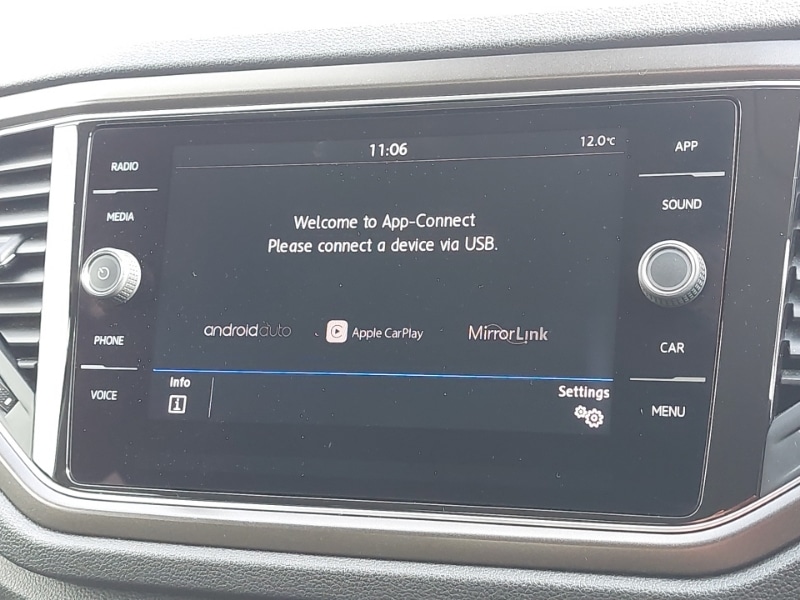 RADIO
MEDIA
PHONE
VOICE
11:06
12.0°C
Welcome to App-Connect
Please connect a device via USB.
androidauto
Apple CarPlay
MirrorLink
Info
i
Settings
APP
SOUND
CAR
MENU